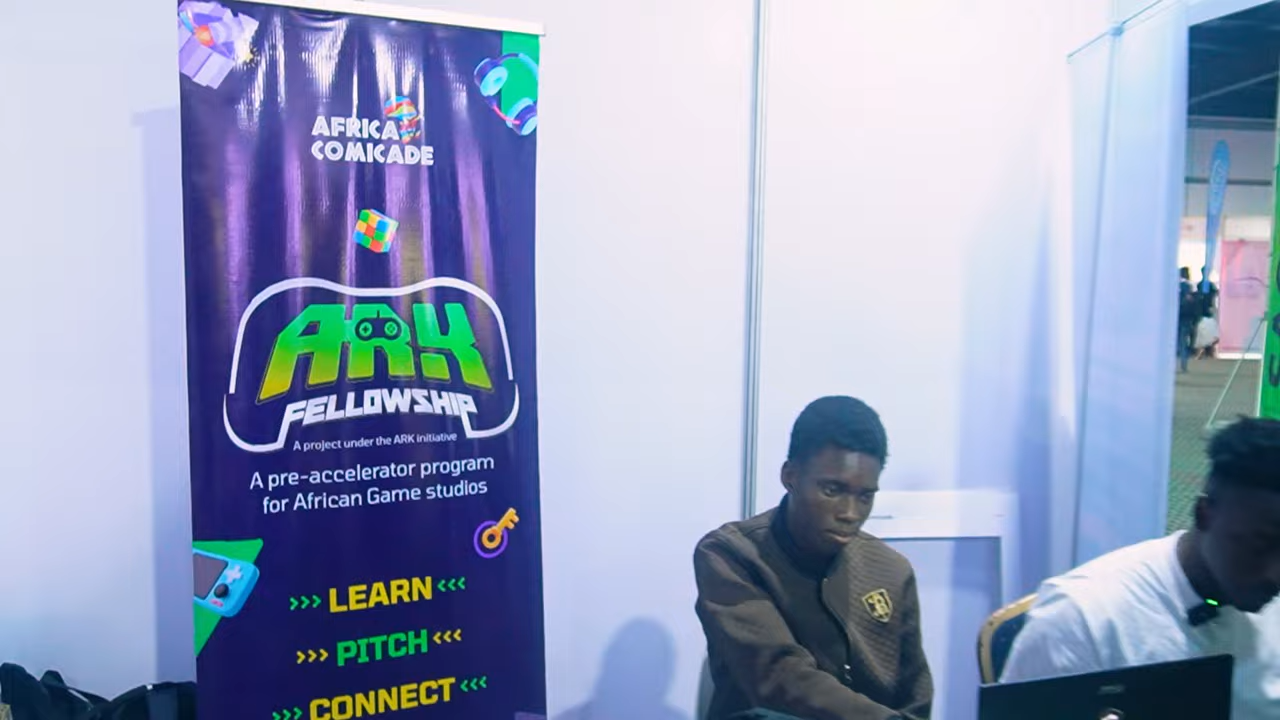 AFRICA
COMICADE
ARK
FELLOWSHIP
A project under the ARK initiative
A pre-accelerator program
for African Game studios
>>> LEARN <<<
>>> PITCH <<<
>>> CONNECT <<<